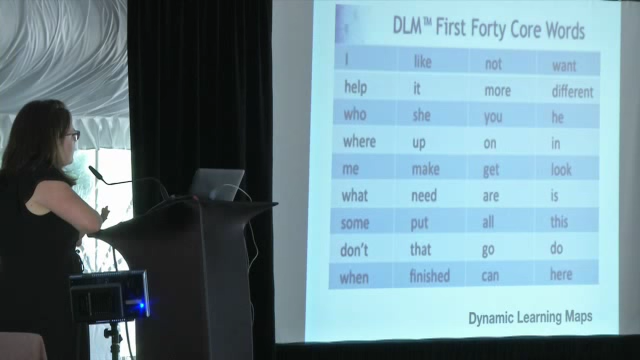 DLM™ First Forty Core Words
I like not want
help it more different
who she you he
where up on in
me make get look
what need are is
some put all this
don't that go do
when finished can here
Dynamic Learning Maps